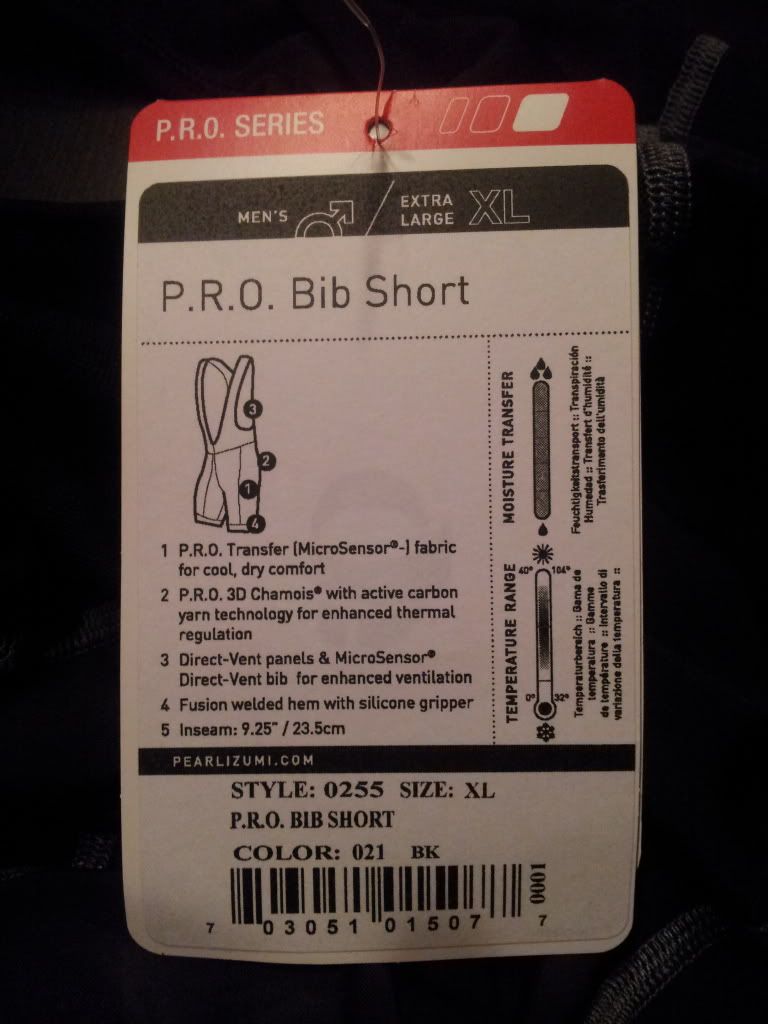 P.R.O. SERIES
MEN'S
EXTRA
LARGE
XL
P.R.O. Bib Short
3
2
1
4
1 P.R.O. Transfer (MicroSensor®-) fabric
for cool, dry comfort
2 P.R.O. 3D Chamois® with active carbon
yarn technology for enhanced thermal
regulation
3 Direct-Vent panels & MicroSensor®
Direct-Vent bib for enhanced ventilation
4 Fusion welded hem with silicone gripper
5 Inseam: 9.25" / 23.5cm
MOISTURE TRANSFER
Feuchtigkeitstransport :: Transpiración
Humedad :: Transfert d'humidité ::
Trasferimento dell'umidità
TEMPERATURE RANGE
40° 104°
0° 32°
Temperaturbereich :: Gama de
temperatura :: Gamme
de température :: Intervallo di
variazione della temperatura ::
PEARLIZUMI.COM
STYLE: 0255 SIZE: XL
P.R.O. BIB SHORT
COLOR: 021 BK
0001
7 03051 01507 7